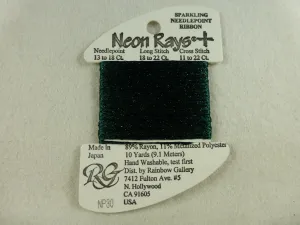 SPARKLING
NEEDLEPOINT
RIBBON
Neon Rays+
Needlepoint Long Stitch Cross Stitch
13 to 18 Ct. 18 to 22 Ct. 11 to 22 Ct.
Made in
Japan
89% Rayon, 11% Metallized Polyester
10 Yards (9.1 Meters)
Hand Washable, test first
Dist. by Rainbow Gallery
7412 Fulton Ave. #5
N. Hollywood
CA 91605
USA
RG